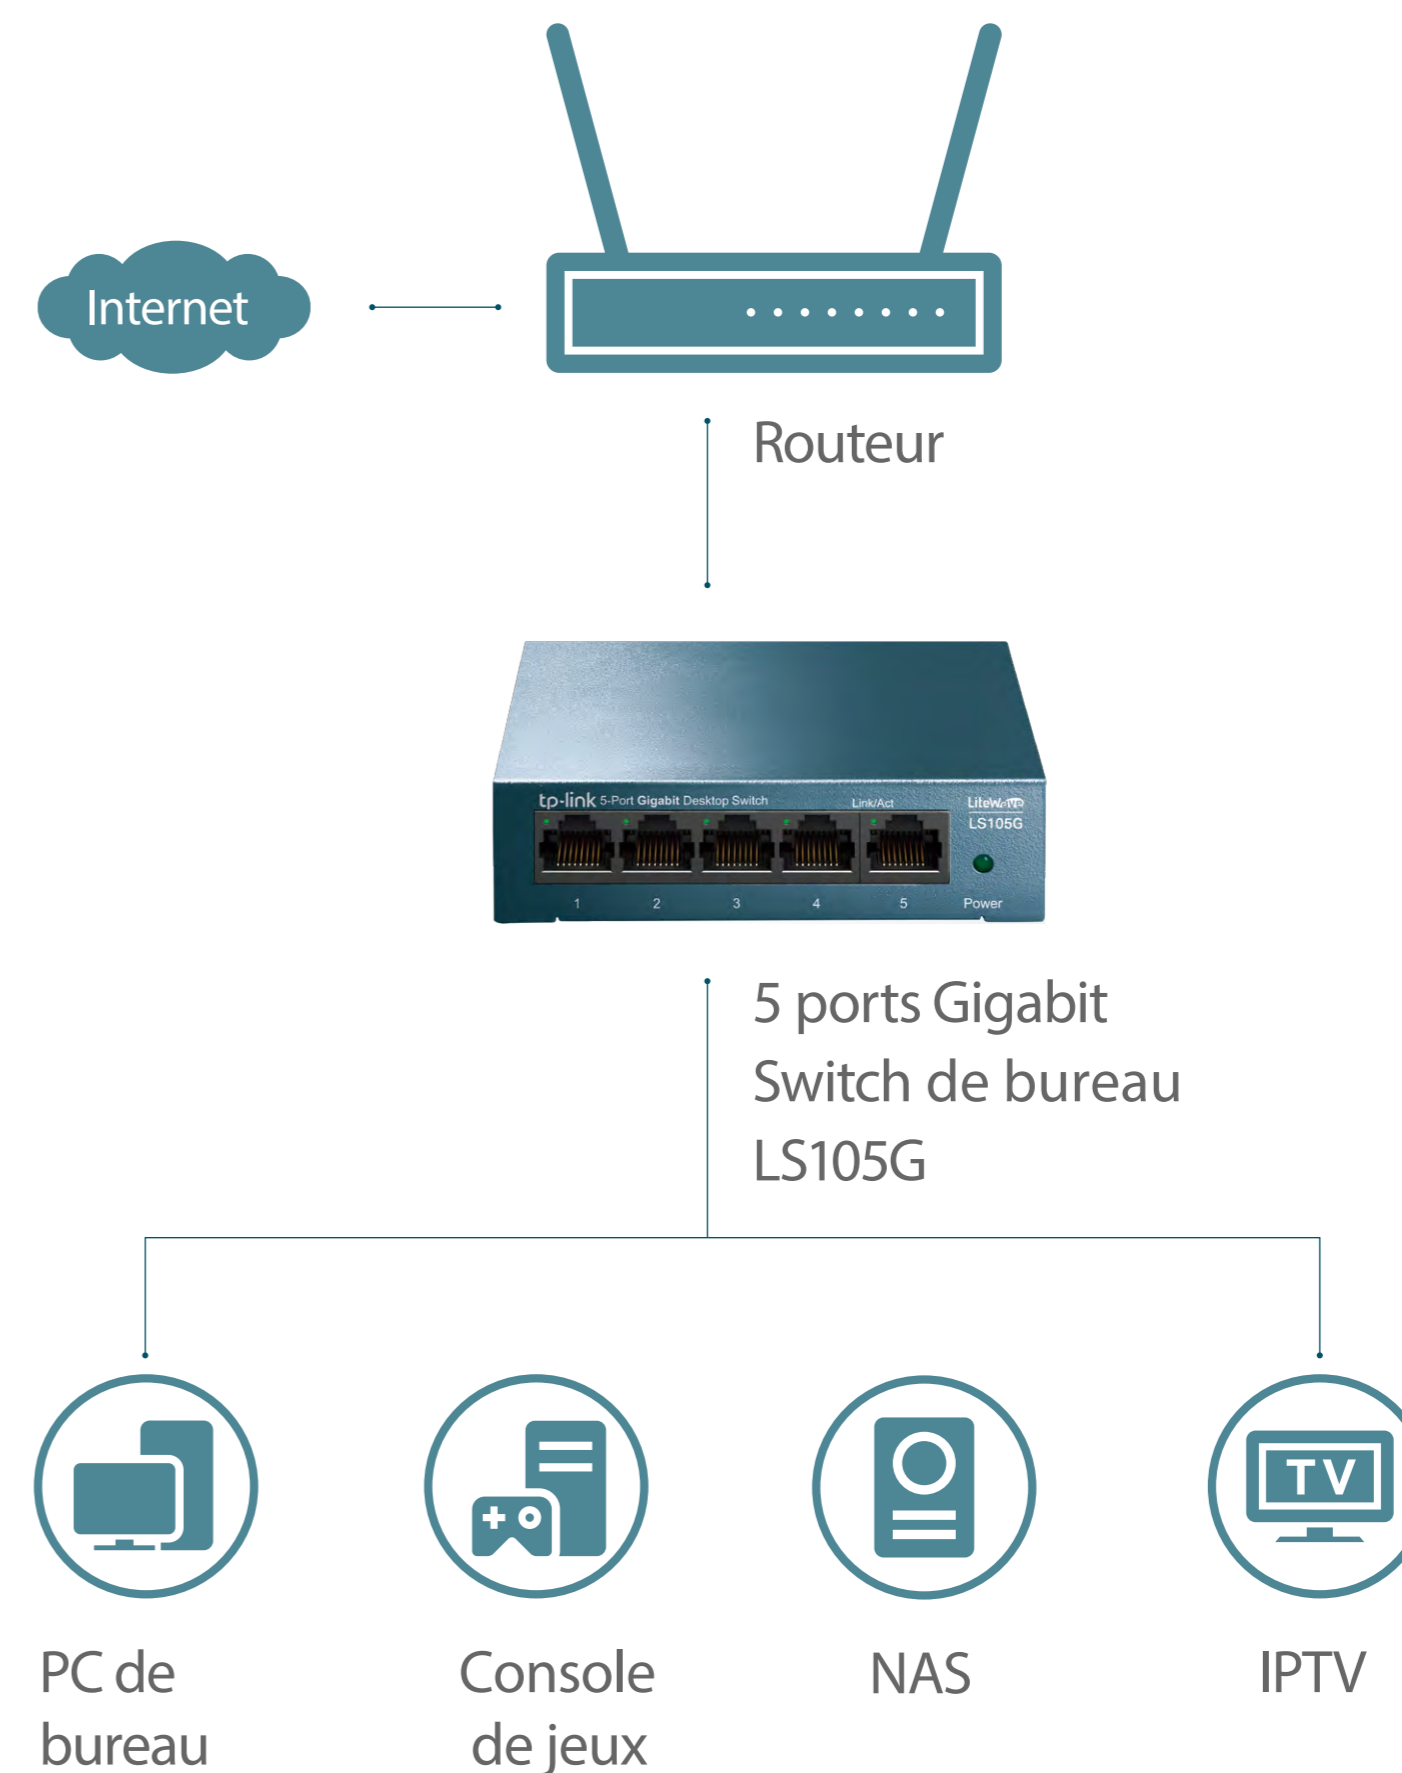 Internet
Routeur
tp-link 5-Port Gigabit Desktop Switch
Link/Act
LiteWave
LS105G
1 2 3 4 5 Power
5 ports Gigabit
Switch de bureau
LS105G
TV
PC de
bureau
Console
de jeux
NAS
IPTV